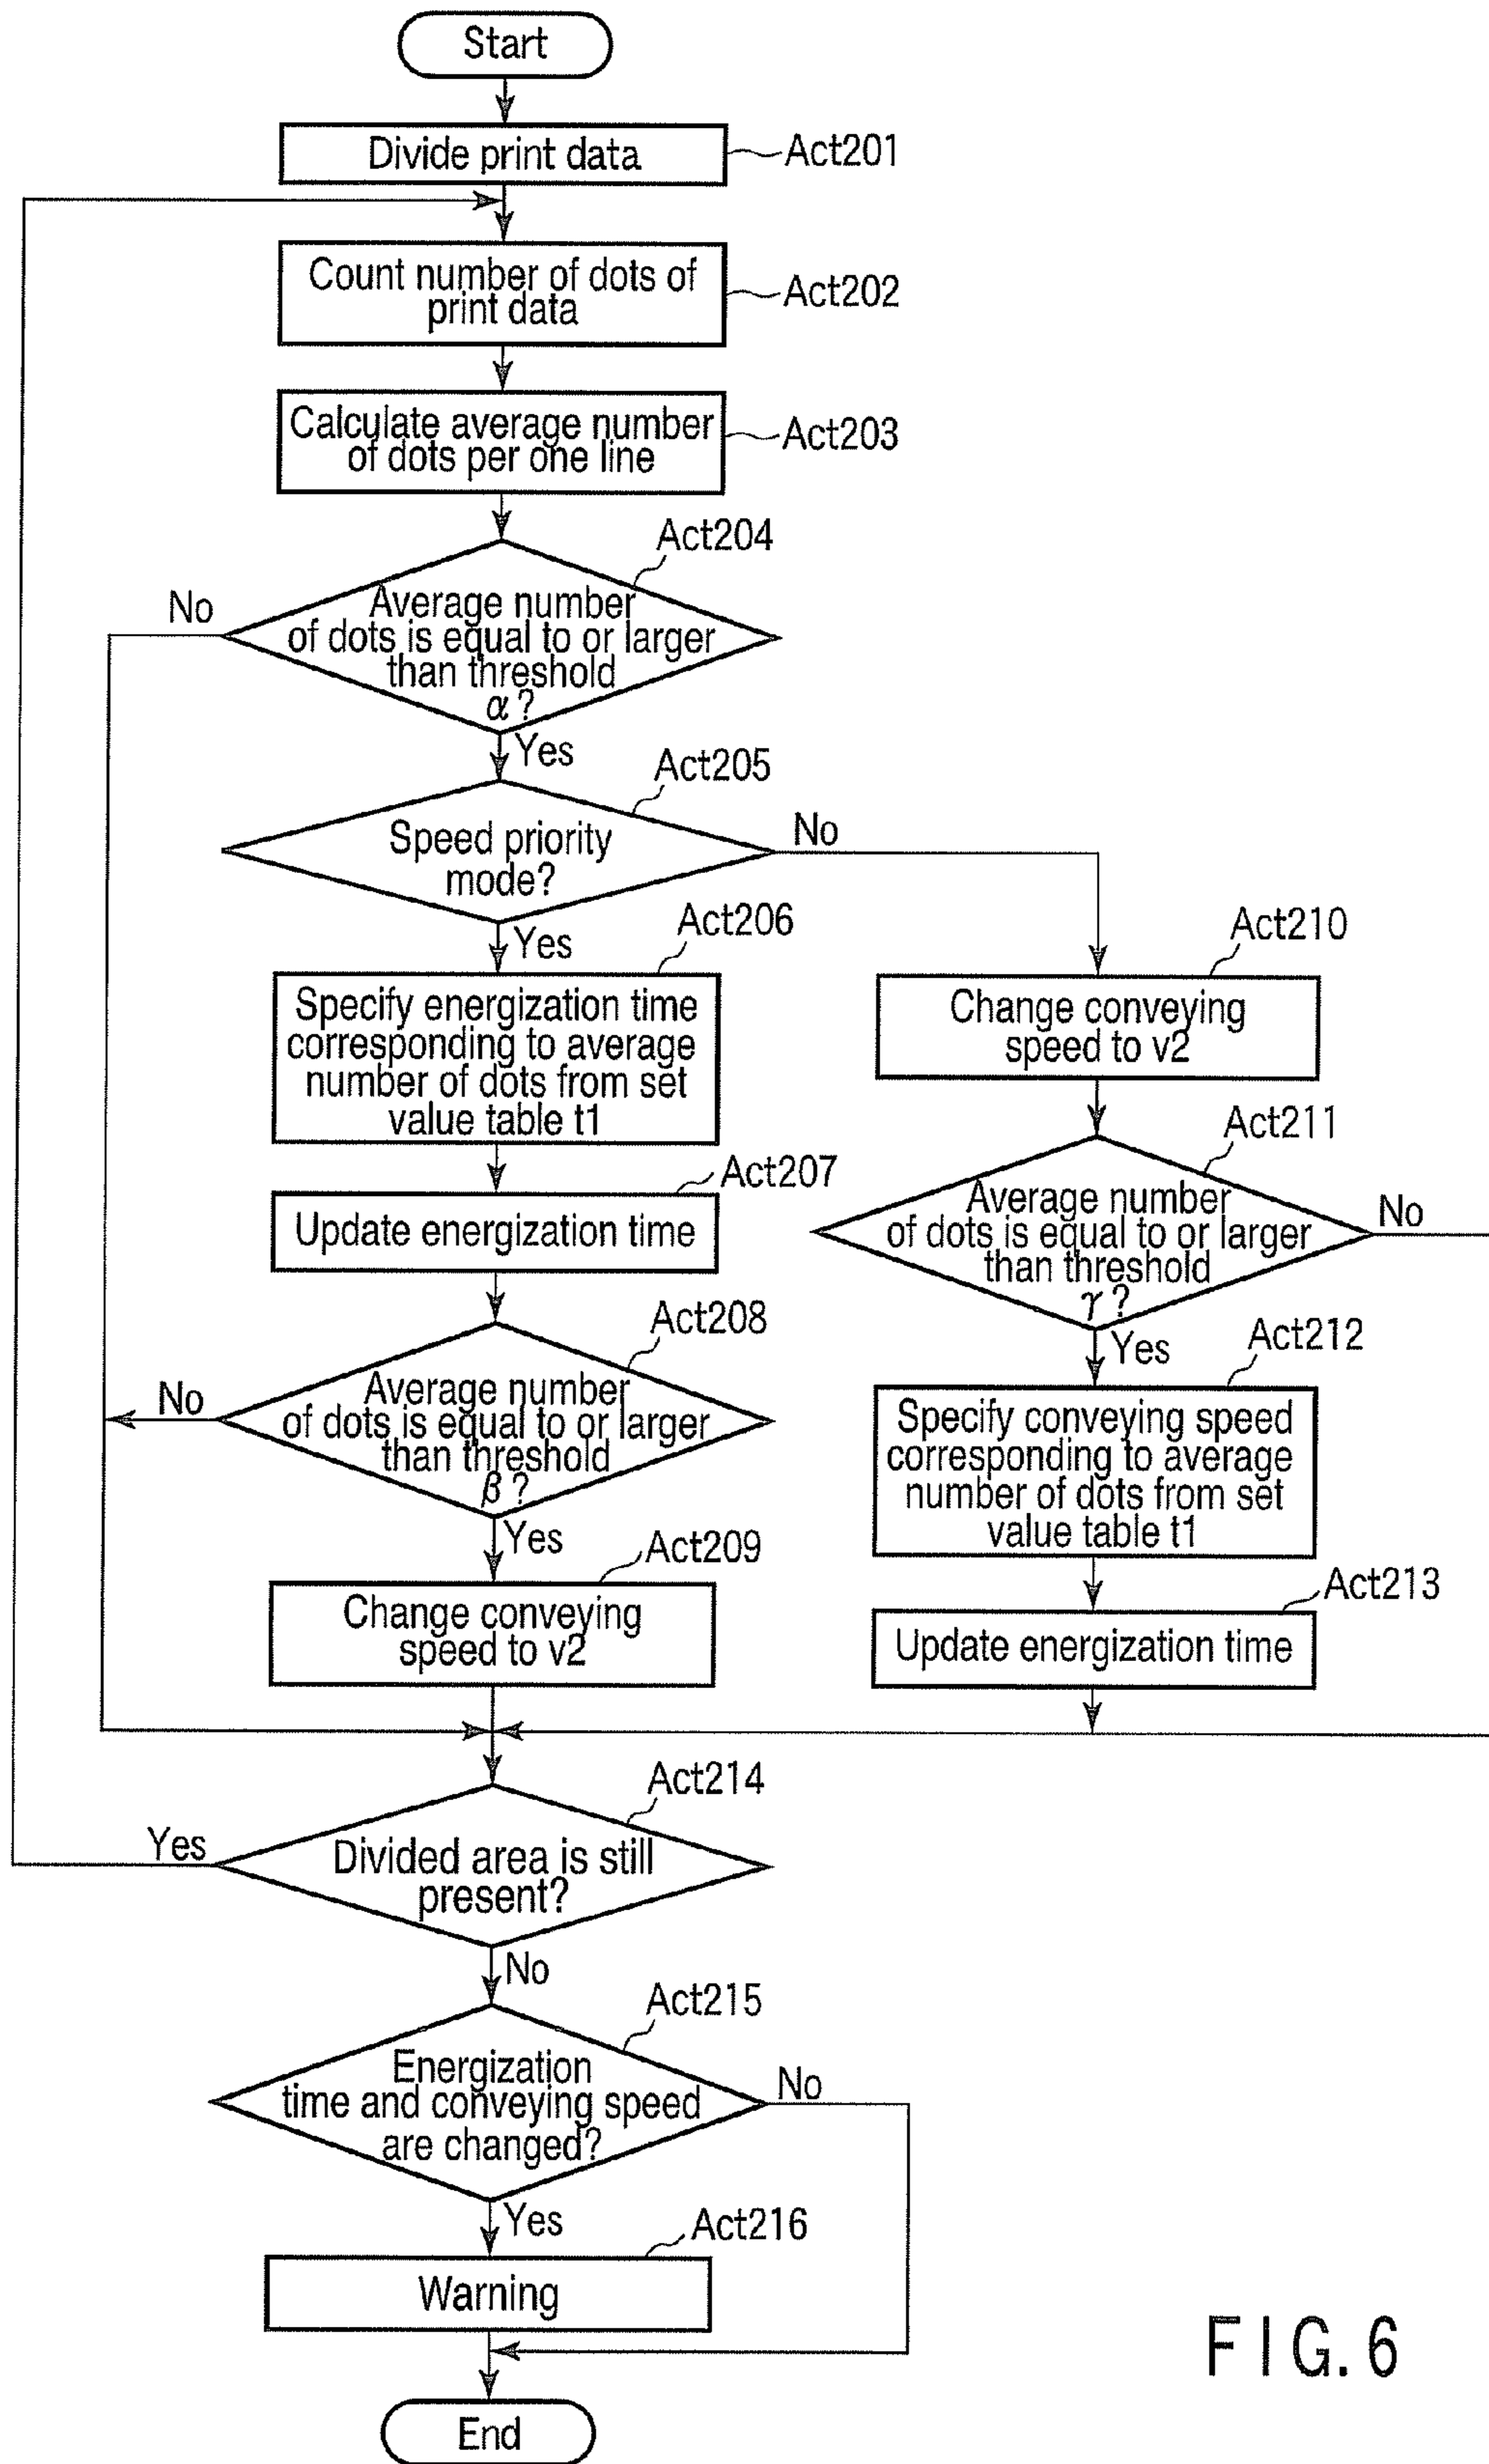 Start
Divide print data
Act201
Count number of dots of
print data
Act202
Calculate average number
of dots per one line
Act203
Act204
Average number
of dots is equal to or larger
than threshold
α ?
No
Yes
Act205
Speed priority
mode?
No
Yes
Act206
Specify energization time
corresponding to average
number of dots from set
value table t1
Act207
Update energization time
Act208
Average number
of dots is equal to or larger
than threshold
β ?
No
Yes
Act209
Change conveying
speed to v2
Act210
Change conveying
speed to v2
Act211
Average number
of dots is equal to or larger
than threshold
γ ?
No
Yes
Act212
Specify conveying speed
corresponding to average
number of dots from set
value table t1
Act213
Update energization time
Act214
Divided area is still
present?
Yes
No
Act215
Energization
time and conveying speed
are changed?
No
Yes
Act216
Warning
End
FIG. 6